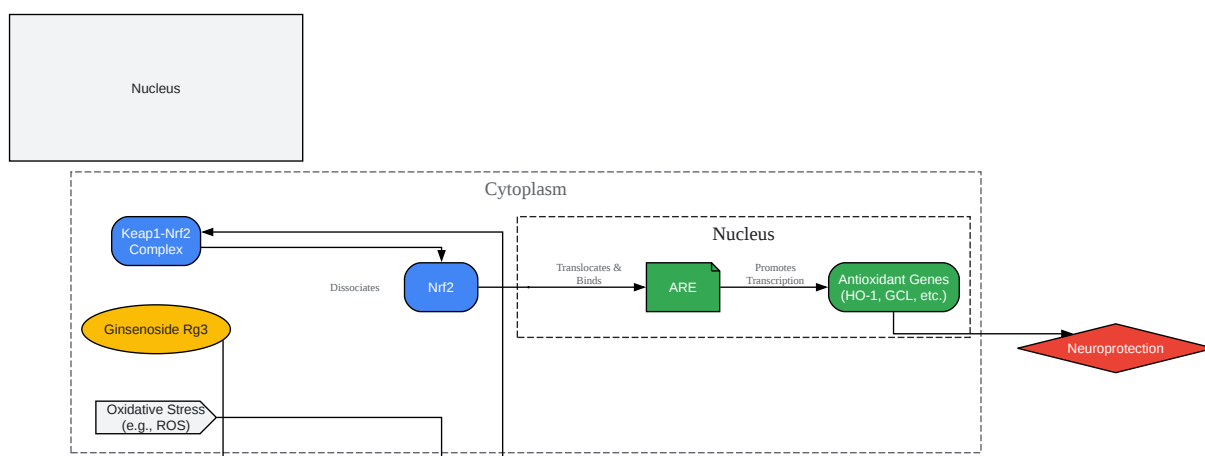 Nucleus
Cytoplasm
Keap1-Nrf2
Complex
Nucleus
Dissociates
Nrf2
Translocates &
Binds
ARE
Promotes
Transcription
Antioxidant Genes
(HO-1, GCL, etc.)
Ginsenoside Rg3
Neuroprotection
Oxidative Stress
(e.g., ROS)